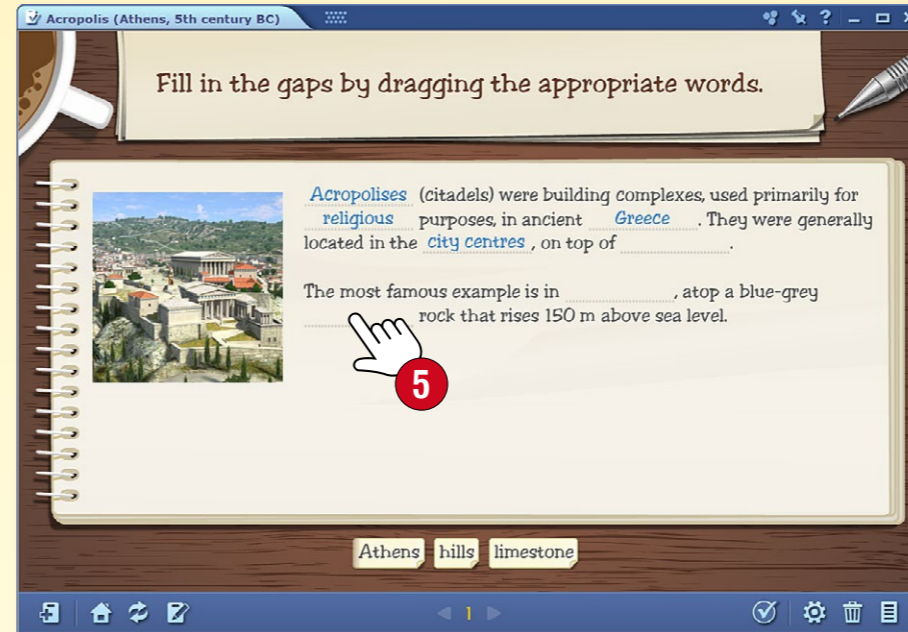 Acropolis (Athens, 5th century BC)
?
Fill in the gaps by dragging the appropriate words.
Acropolises (citadels) were building complexes, used primarily for
religious purposes, in ancient Greece. They were generally
located in the city centres, on top of .
The most famous example is in , atop a blue-grey
rock that rises 150 m above sea level.
5
Athens hills limestone
1